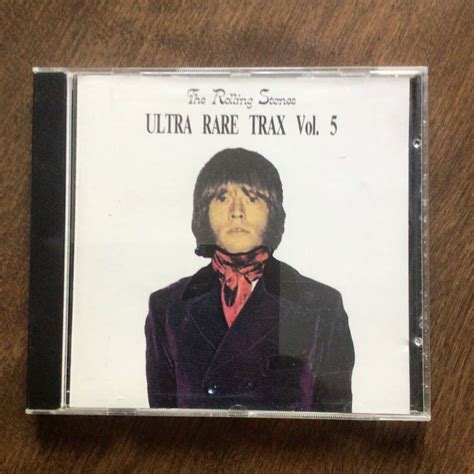 The Rolling Stones
ULTRA RARE TRAX Vol. 5